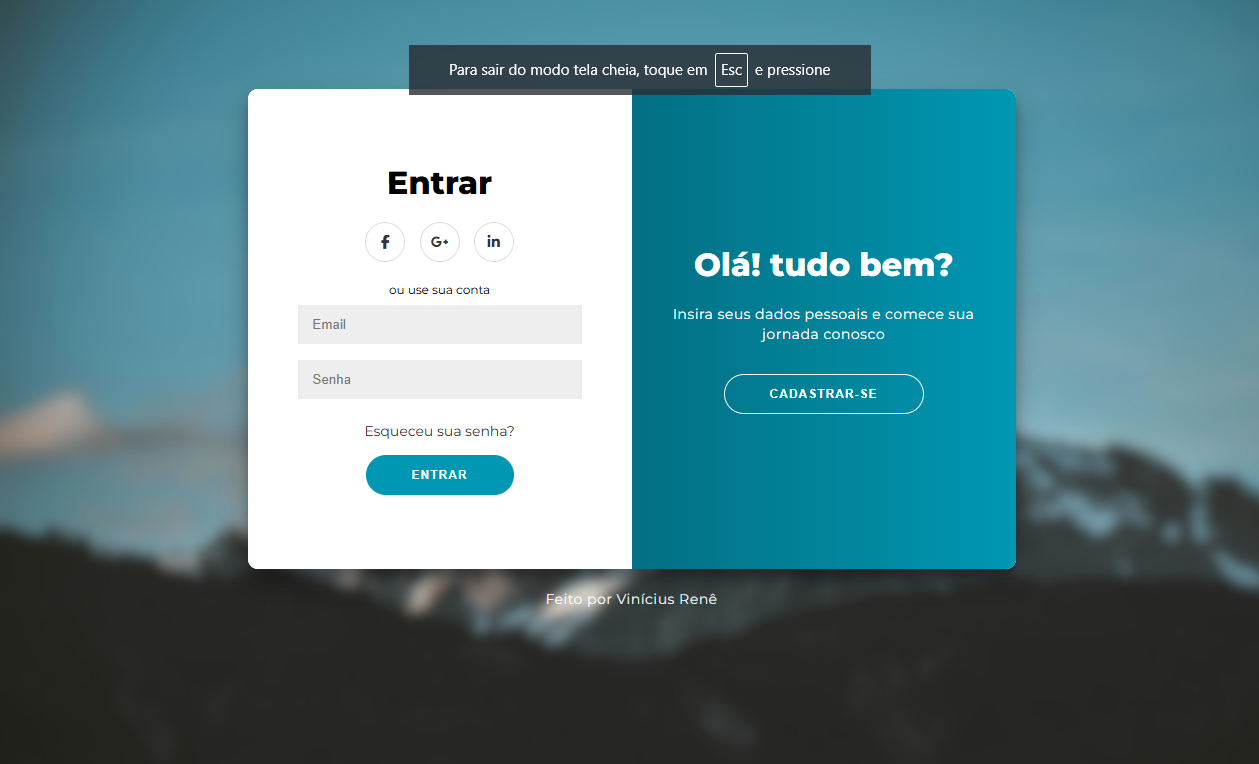 Para sair do modo tela cheia, toque em Esc e pressione
Entrar
f G+ in
ou use sua conta
Email
Senha
Esqueceu sua senha?
ENTRAR
Olá! tudo bem?
Insira seus dados pessoais e comece sua
jornada conosco
CADASTRAR-SE
Feito por Vinícius Renê